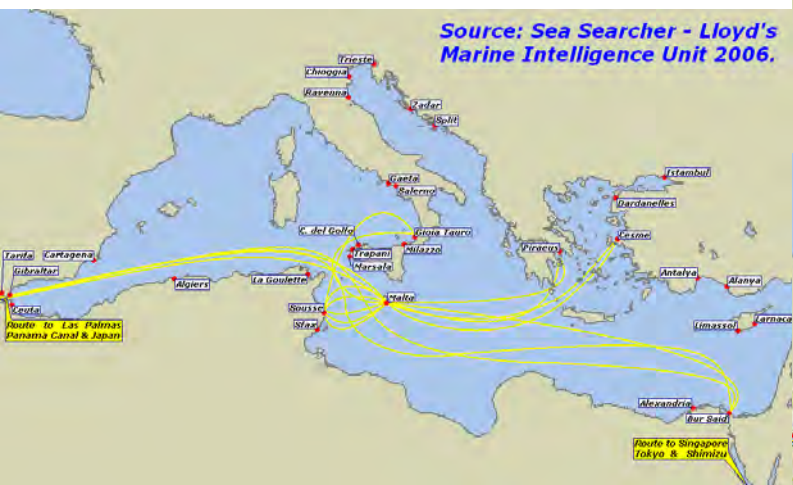 Source: Sea Searcher - Lloyd's
Marine Intelligence Unit 2006.
Trieste
Chioggia
Ravenna
Zadar
Split
Istambul
Gaeta
Salerno
Dardanelles
C. del Golfo
Gioia Tauro
Cesme
Tarifa
Cartagena
Trapani
Milazzo
Piraeus
Gibraltar
Marsala
Algiers
La Goulette
Antalya
Alanya
Ceuta
Malta
Sousse
Sfax
Limassol
Larnaca
Route to Las Palmas
Panama Canal & Japan
Alexandria
Bur Said
Route to Singapore
Tokyo & Shimizu